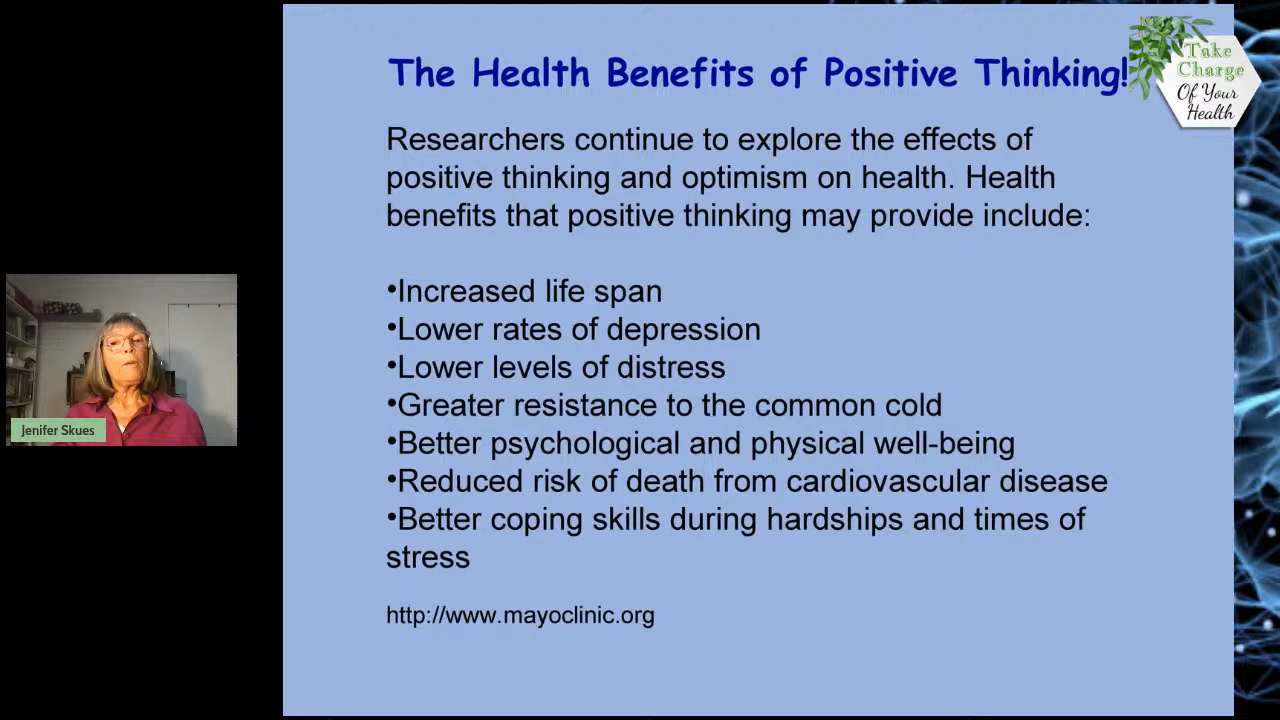 The Health Benefits of Positive Thinking!
Take
Charge
Of Your
Health
Researchers continue to explore the effects of
positive thinking and optimism on health. Health
benefits that positive thinking may provide include:
•Increased life span
•Lower rates of depression
•Lower levels of distress
•Greater resistance to the common cold
•Better psychological and physical well-being
•Reduced risk of death from cardiovascular disease
•Better coping skills during hardships and times of
stress
http://www.mayoclinic.org
Jenifer Skues